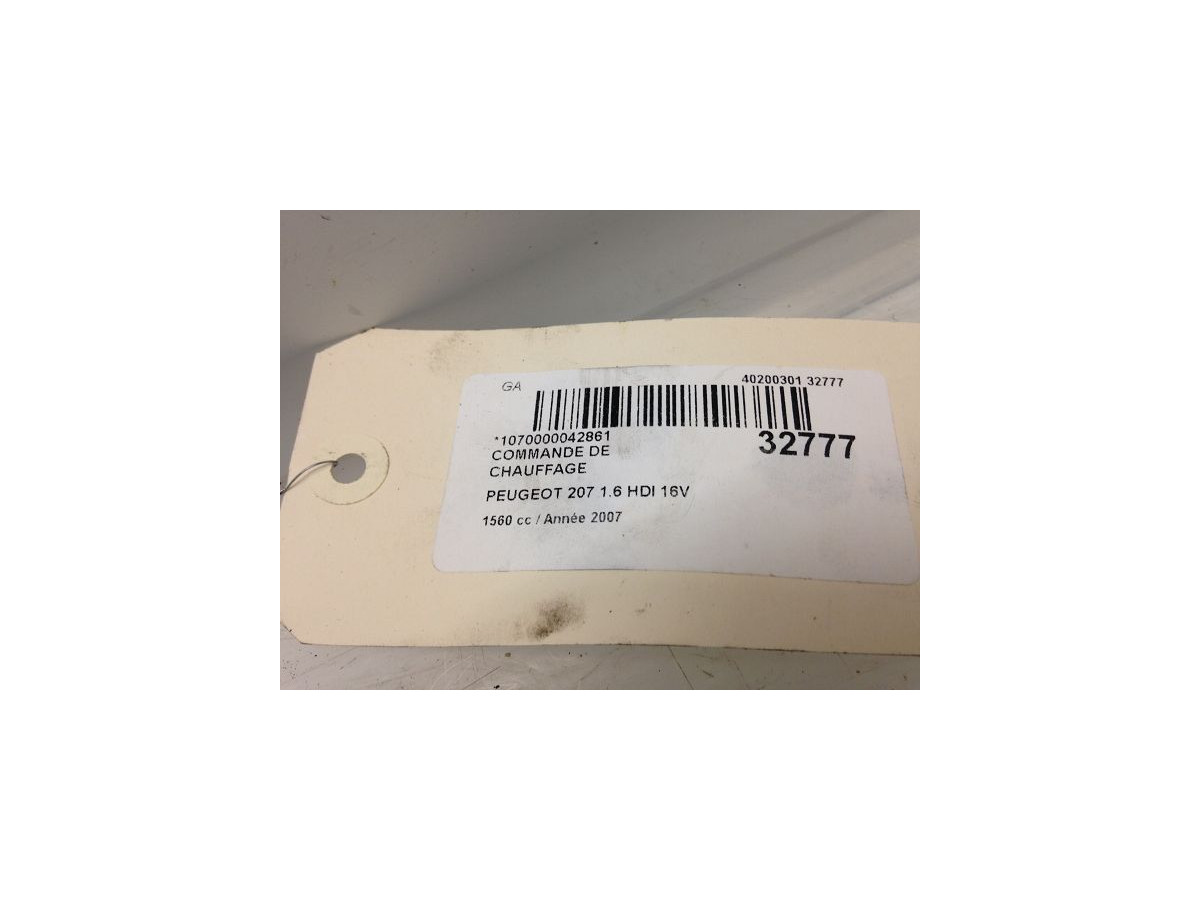 GA
40200301 32777
*1070000042861
32777
COMMANDE DE
CHAUFFAGE
PEUGEOT 207 1.6 HDI 16V
1560 cc / Année 2007